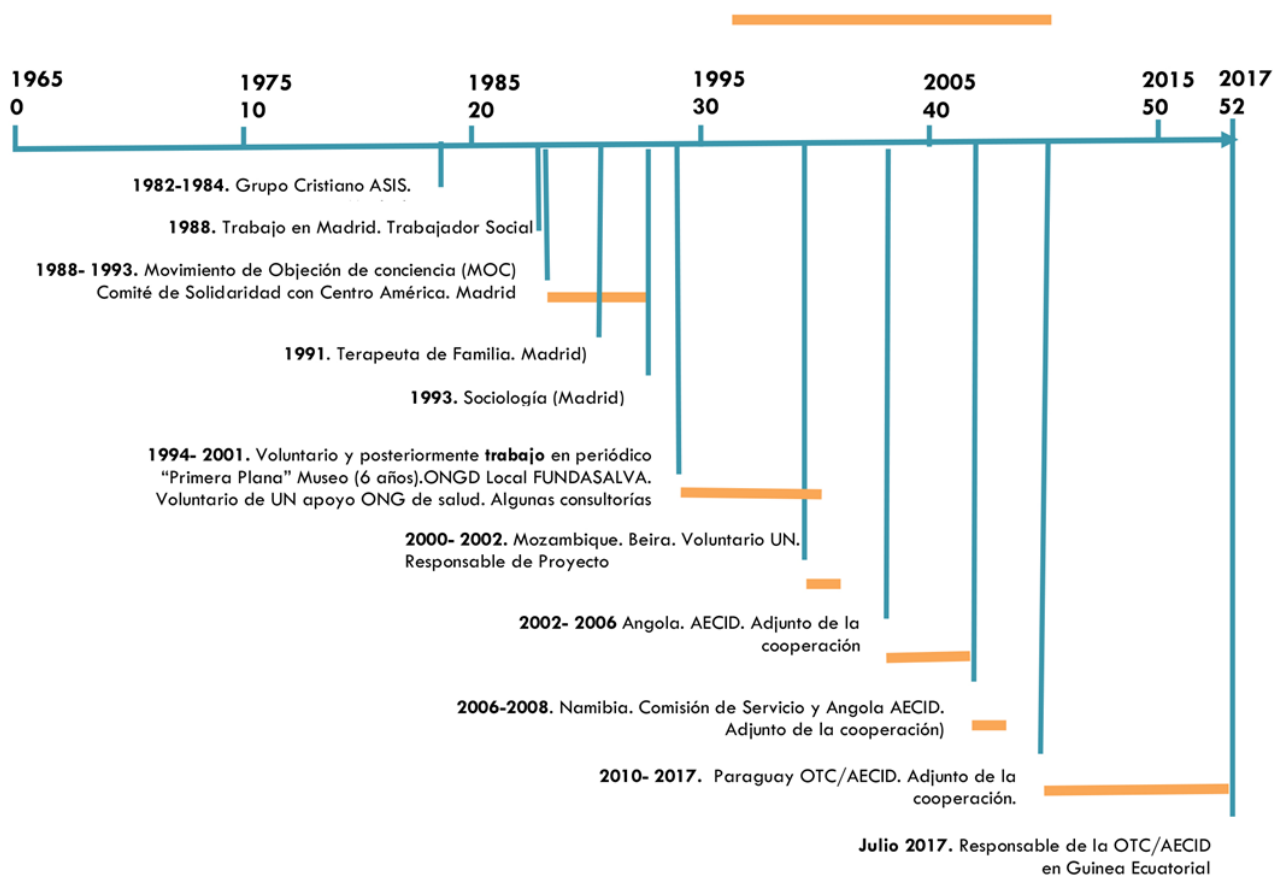 1965 1975 1985 1995 2005 2015 2017
0 10 20 30 40 50 52
1982-1984. Grupo Cristiano ASIS.
1988. Trabajo en Madrid. Trabajador Social
1988- 1993. Movimiento de Objeción de conciencia (MOC)
Comité de Solidaridad con Centro América. Madrid
1991. Terapeuta de Familia. Madrid)
1993. Sociología (Madrid)
1994- 2001. Voluntario y posteriormente trabajo en periódico
“Primera Plana” Museo (6 años).ONGD Local FUNDASALVA.
Voluntario de UN apoyo ONG de salud. Algunas consultorías
2000- 2002. Mozambique. Beira. Voluntario UN.
Responsable de Proyecto
2002- 2006 Angola. AECID. Adjunto de la
cooperación
2006-2008. Namibia. Comisión de Servicio y Angola AECID.
Adjunto de la cooperación)
2010- 2017. Paraguay OTC/AECID. Adjunto de la
cooperación.
Julio 2017. Responsable de la OTC/AECID
en Guinea Ecuatorial